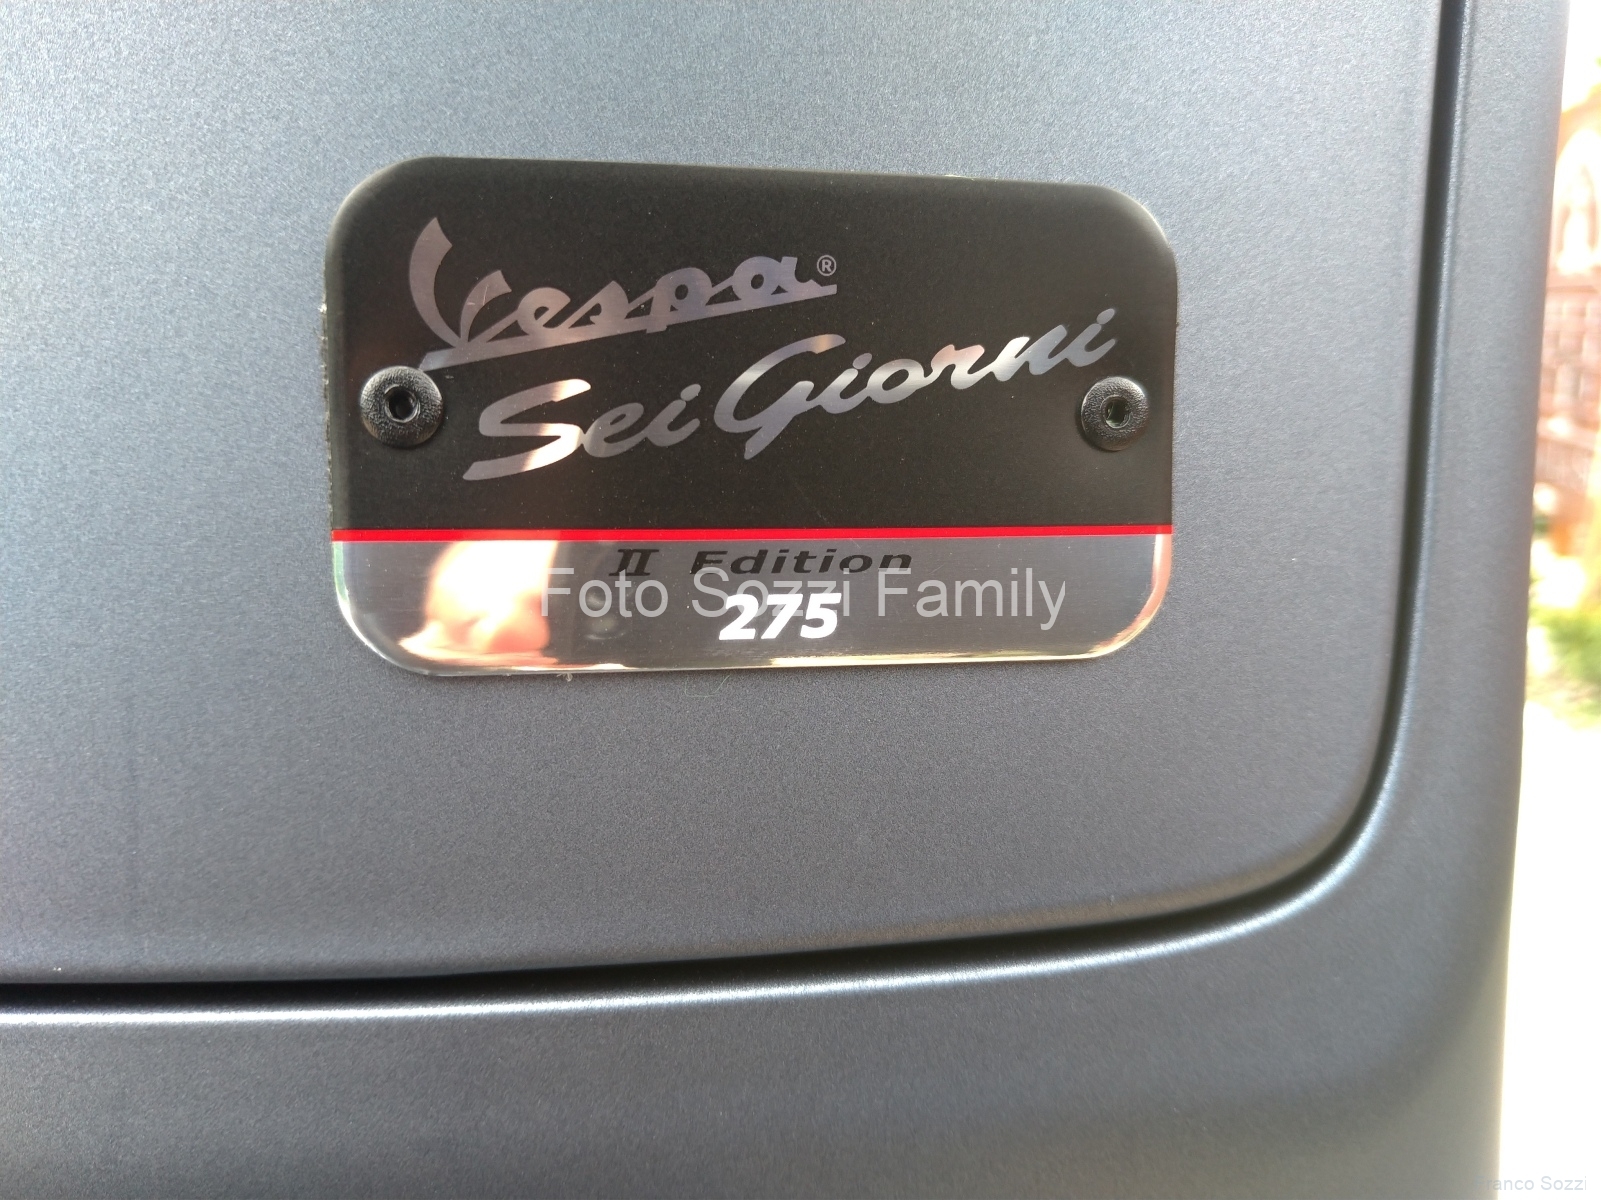 Vespa®
Sei Giorni
II Edition
Foto Sozzi Family
275
Franco Sozzi